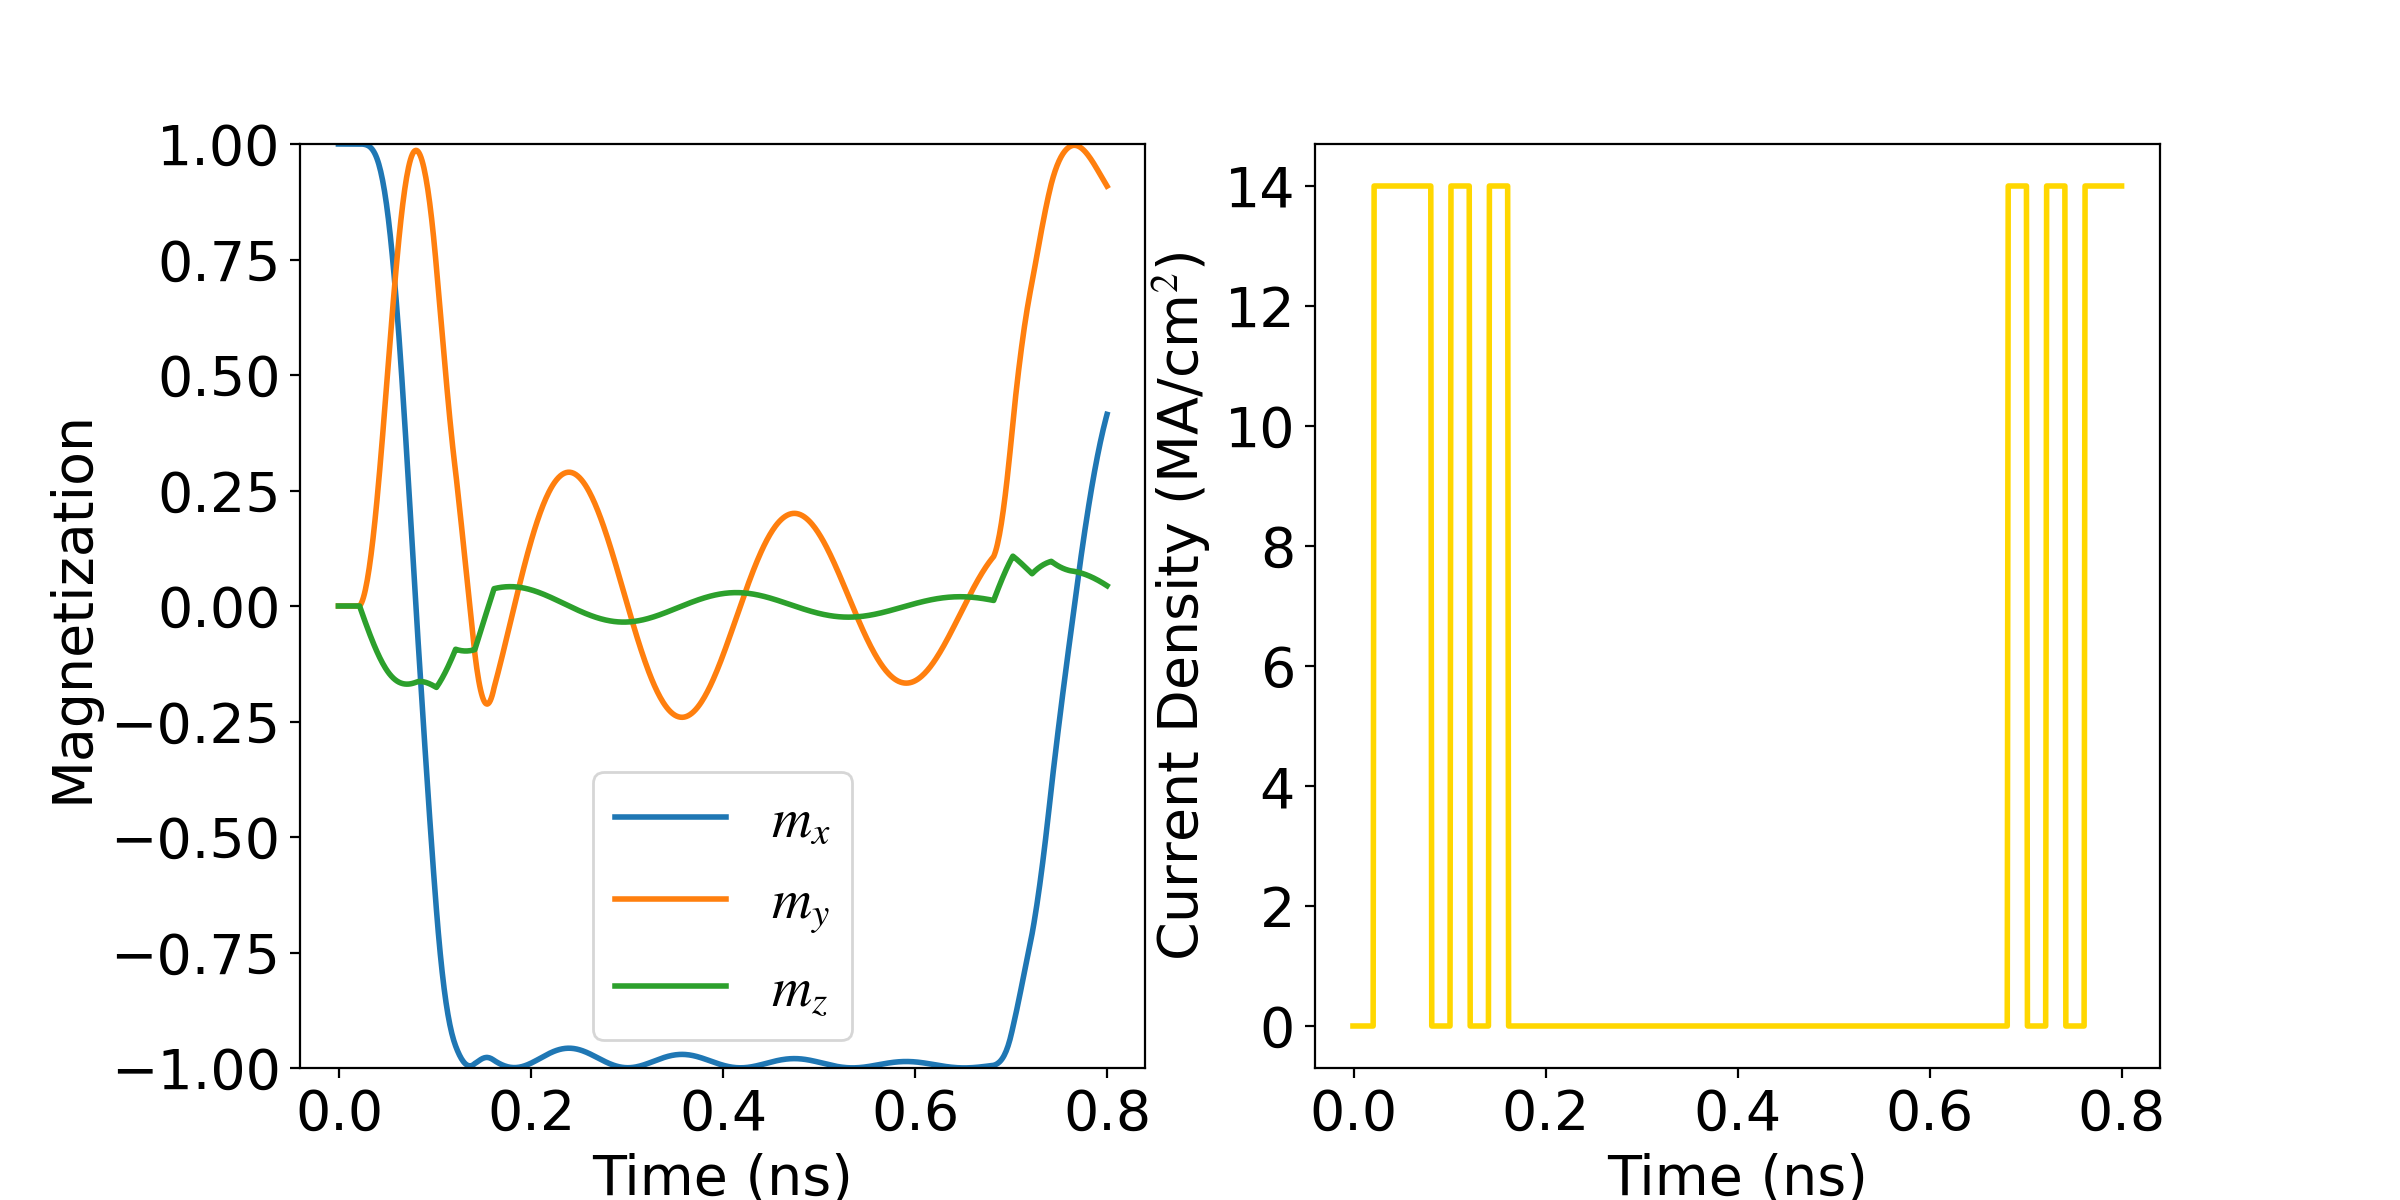 Magnetization
1.00
0.75
0.50
0.25
0.00
−0.25
−0.50
−0.75
−1.00
0.0 0.2 0.4 0.6 0.8
Time (ns)
m_x
m_y
m_z
Current Density (MA/cm²)
14
12
10
8
6
4
2
0
0.0 0.2 0.4 0.6 0.8
Time (ns)